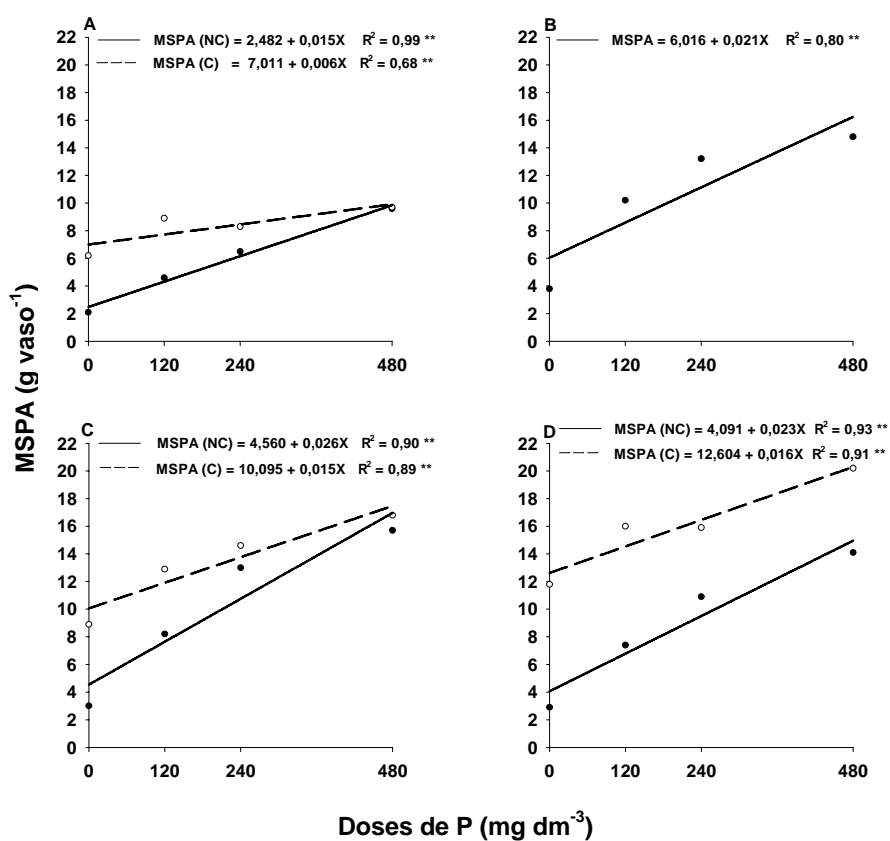 A
MSPA (NC) = 2,482 + 0,015X R² = 0,99 **
MSPA (C) = 7,011 + 0,006X R² = 0,68 **
22
20
18
16
14
12
10
8
6
4
2
0
0 120 240 480
B
MSPA = 6,016 + 0,021X R² = 0,80 **
22
20
18
16
14
12
10
8
6
4
2
0
0 120 240 480
MSPA (g vaso⁻¹)
C
MSPA (NC) = 4,560 + 0,026X R² = 0,90 **
MSPA (C) = 10,095 + 0,015X R² = 0,89 **
22
20
18
16
14
12
10
8
6
4
2
0
0 120 240 480
D
MSPA (NC) = 4,091 + 0,023X R² = 0,93 **
MSPA (C) = 12,604 + 0,016X R² = 0,91 **
22
20
18
16
14
12
10
8
6
4
2
0
0 120 240 480
Doses de P (mg dm⁻³)